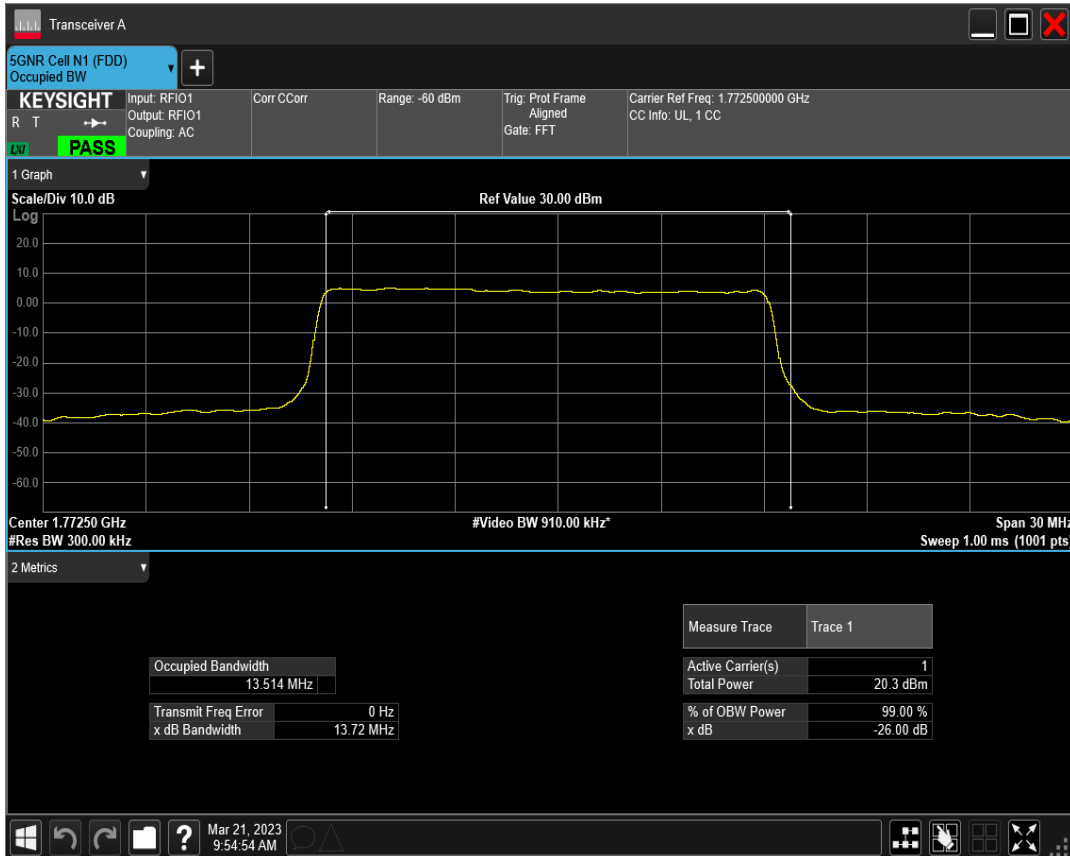 Transceiver A
5GNR Cell N1 (FDD)
Occupied BW
KEYSIGHT
R T
LXI
PASS
Input: RFIO1
Output: RFIO1
Coupling: AC
Corr CCorr
Range: -60 dBm
Trig: Prot Frame
Aligned
Gate: FFT
Carrier Ref Freq: 1.772500000 GHz
CC Info: UL, 1 CC
1 Graph
Scale/Div 10.0 dB
Ref Value 30.00 dBm
Log
20.0
10.0
0.00
-10.0
-20.0
-30.0
-40.0
-50.0
-60.0
Center 1.77250 GHz
#Video BW 910.00 kHz*
Span 30 MHz
#Res BW 300.00 kHz
Sweep 1.00 ms (1001 pts)
2 Metrics
Measure Trace
Trace 1
Occupied Bandwidth
13.514 MHz
Active Carrier(s) 1
Total Power 20.3 dBm
Transmit Freq Error 0 Hz
x dB Bandwidth 13.72 MHz
% of OBW Power 99.00 %
x dB -26.00 dB
Mar 21, 2023
9:54:54 AM